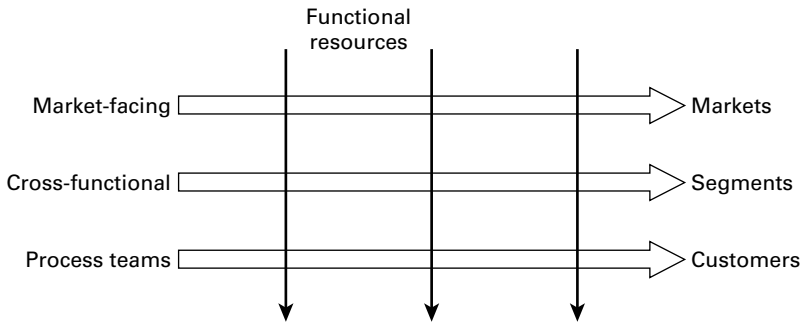 Functional
resources
Market-facing
Markets
Cross-functional
Segments
Process teams
Customers